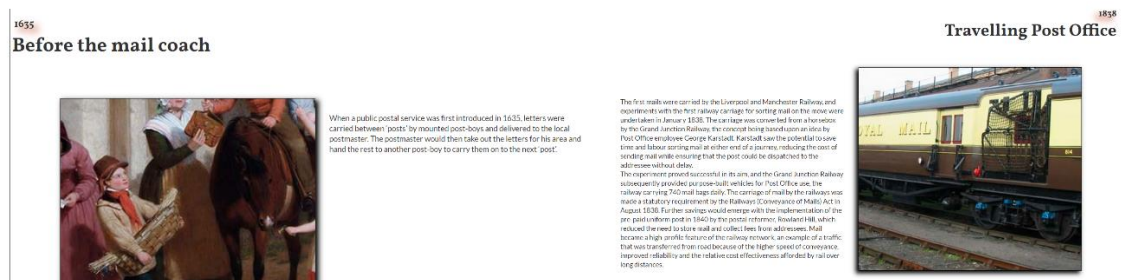 1635
Before the mail coach
When a public postal service was first introduced in 1635, letters were
carried between 'posts' by mounted post-boys and delivered to the local
postmaster. The postmaster would then take out the letters for his area and
hand the rest to another post-boy to carry them on to the next 'post'.
1838
Travelling Post Office
The first mails were carried by the Liverpool and Manchester Railway, and
experiments with the first railway carriage for sorting mail on the move were
undertaken in January 1838. The carriage was converted from a horsebox
by the Grand Junction Railway, the concept being based upon an idea by
Post Office employee George Karstadt. Karstadt saw the potential to save
time and labour sorting mail at either end of a journey, reducing the cost of
sending mail while ensuring that the post could be dispatched to the
addressee without delay.
The experiment proved successful in its aim, and the Grand Junction Railway
subsequently provided purpose-built vehicles for Post Office use, the
railway carrying 740 mail bags daily. The carriage of mail by the railways was
made a statutory requirement by the Railways (Conveyance of Mails) Act in
August 1838. Further savings would emerge with the implementation of the
pre-paid uniform post in 1840 by the postal reformer, Rowland Hill, which
reduced the need to store mail and collect fees from addressees. Mail
became a high profile feature of the railway network, an example of a traffic
that was transferred from road because of the higher speed of conveyance,
improved reliability and the relative cost effectiveness afforded by rail over
long distances.
OYAL MAIL